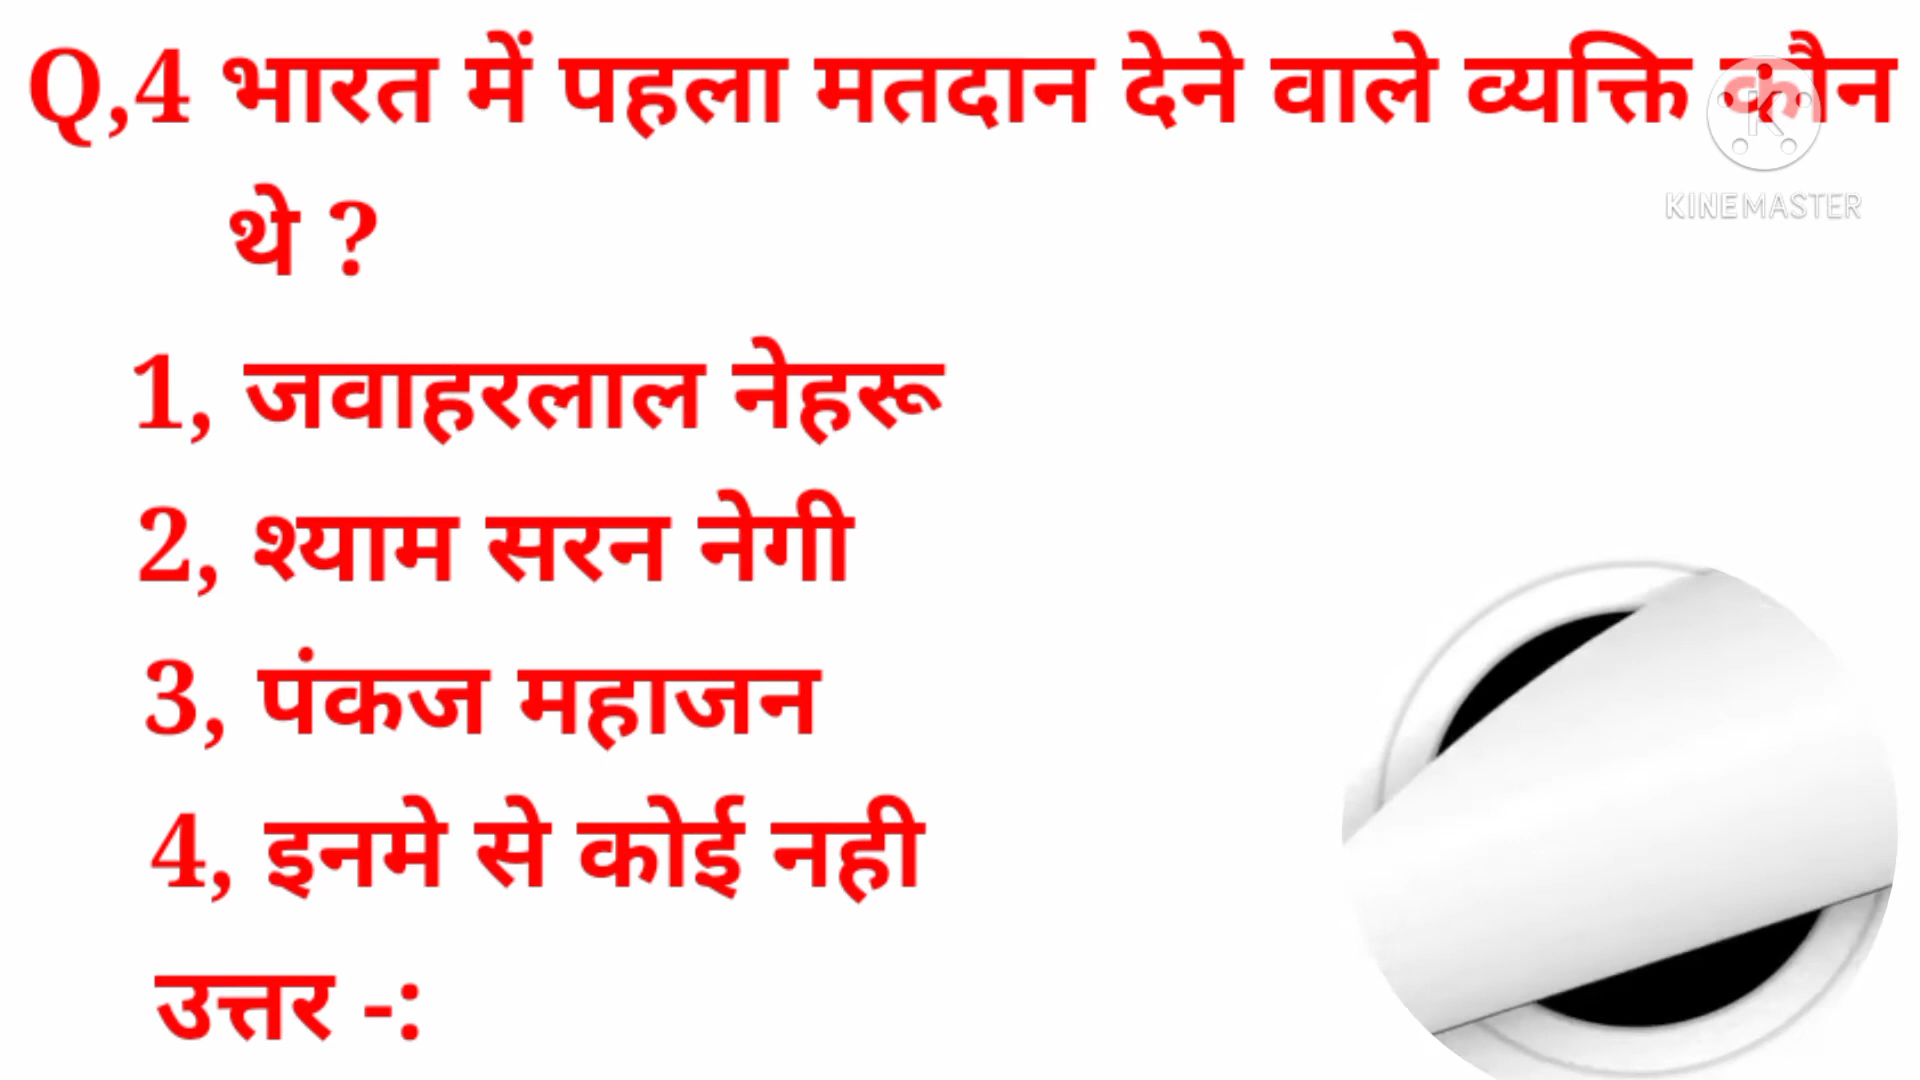 Q,4 भारत में पहला मतदान देने वाले व्यक्ति कौन
थे ?
1, जवाहरलाल नेहरू
2, श्याम सरन नेगी
3, पंकज महाजन
4, इनमे से कोई नही
उत्तर -:
K
KINEMASTER